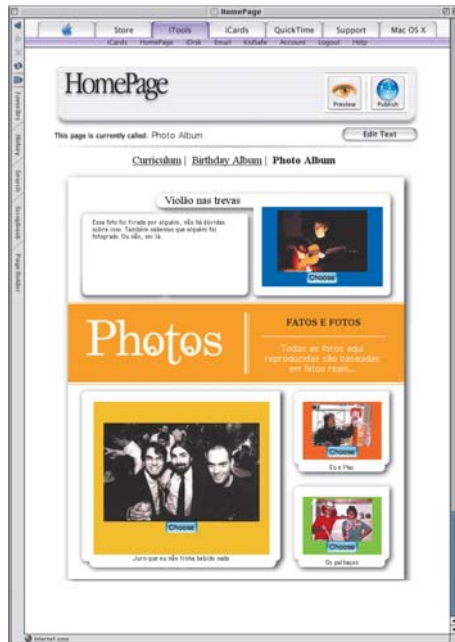 HomePage
Store
iTools
iCards
QuickTime
Support
Mac OS X
iCards HomePage iDisk Email KidSafe Account Logout Help
Favorites
History
Search
Scrapbook
Page Holder
HomePage
Preview
Publish
This page is currently called: Photo Album
Edit Text
Curriculum | Birthday Album | Photo Album
Violão nas trevas
Essa foto foi tirada por alguém, não há dúvidas
sobre isso. Também sabemos que alguém foi
fotografado. Ou não, sei lá.
Choose
Photos
FATOS E FOTOS
Todas as fotos aqui
reproduzidas são baseadas
em fatos reais...
Choose
Juro que eu não tinha bebido nada
Choose
Eu e Mac
Choose
Os palhaços
Internet zone